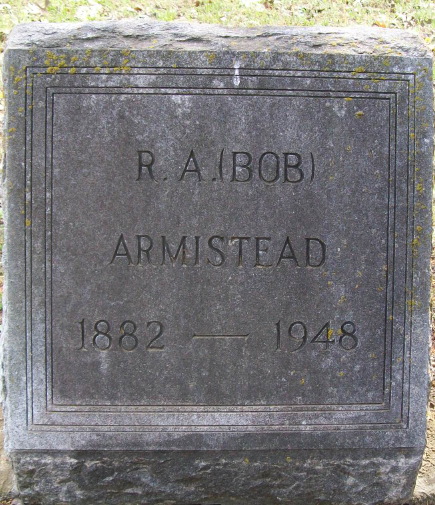 R. A. (BOB)
ARMISTEAD
1882 — 1948